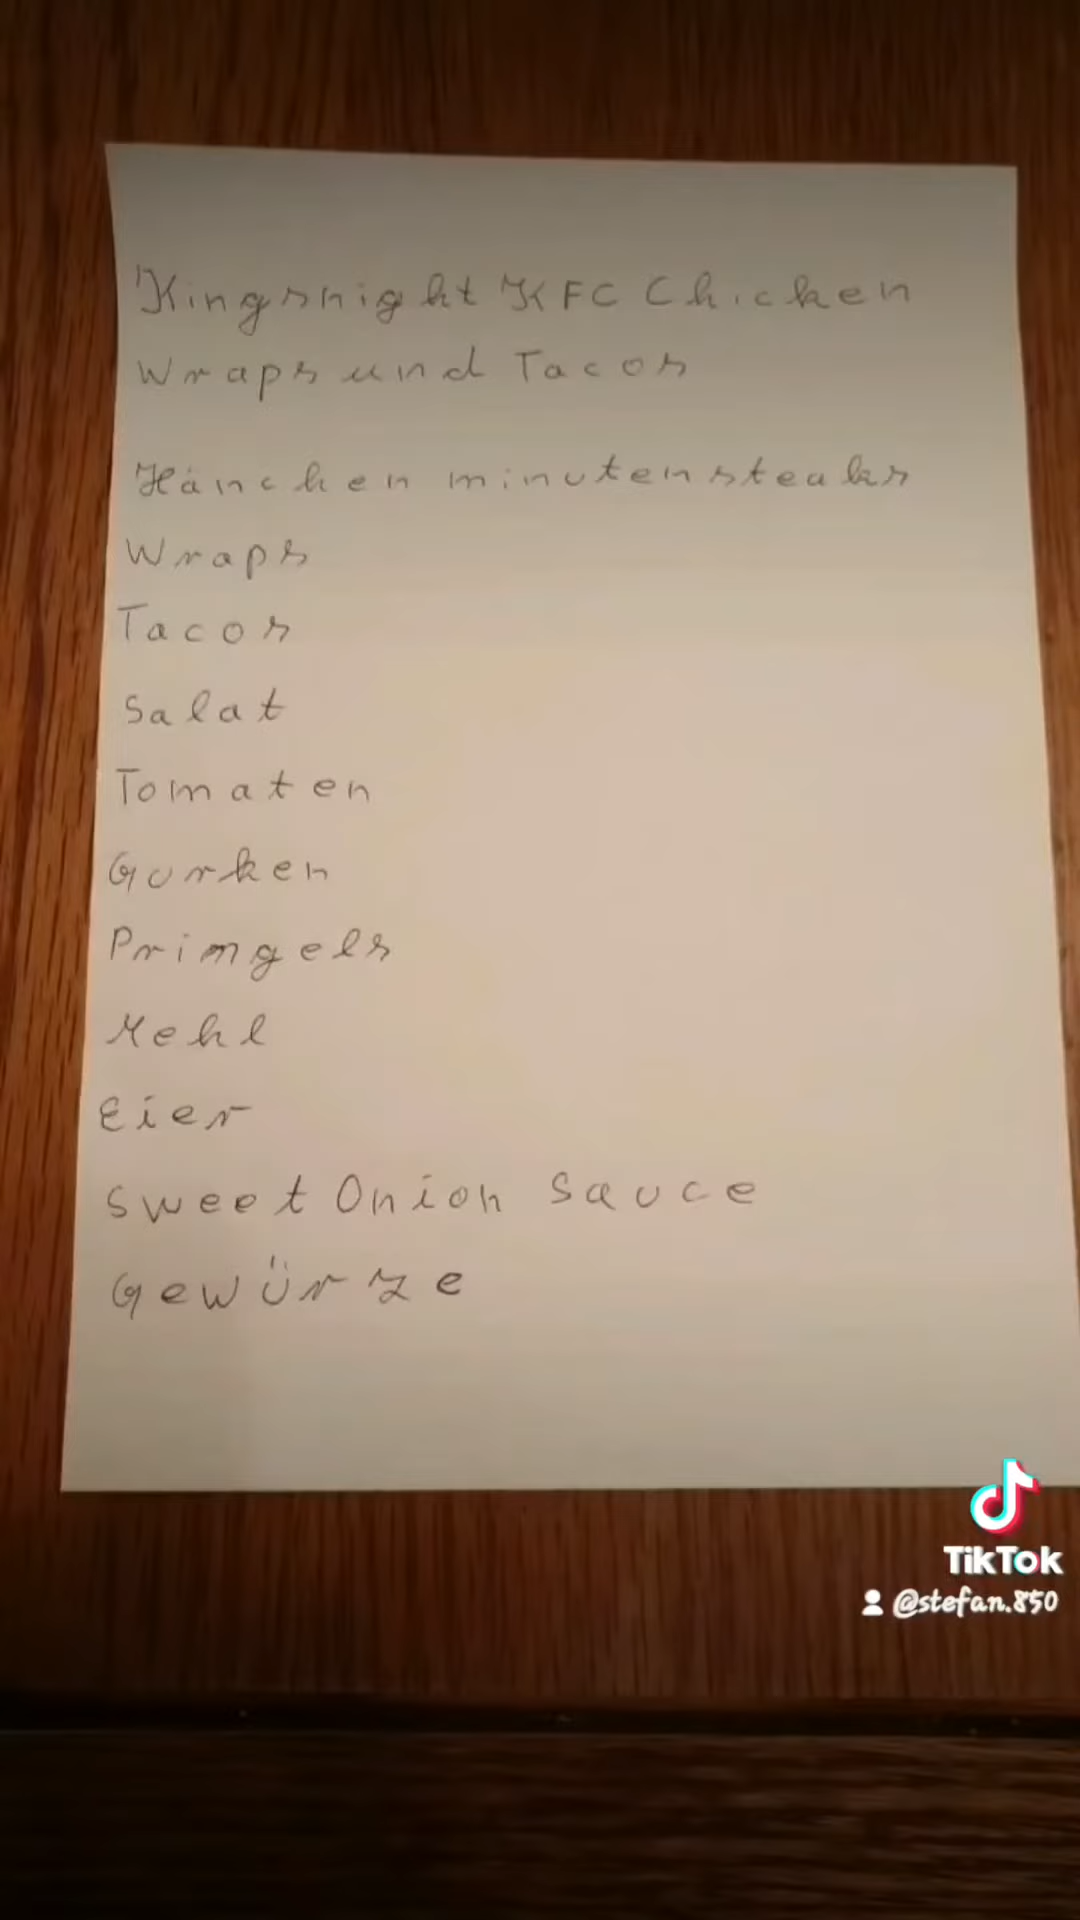 Kingsnight KFC Chicken
Wraps und Tacos
Hänchen minutensteaks
Wraps
Tacos
Salat
Tomaten
Gurken
Primgels
Mehl
Eier
Sweet Onion Sauce
Gewürze
TikTok
@stefan.850